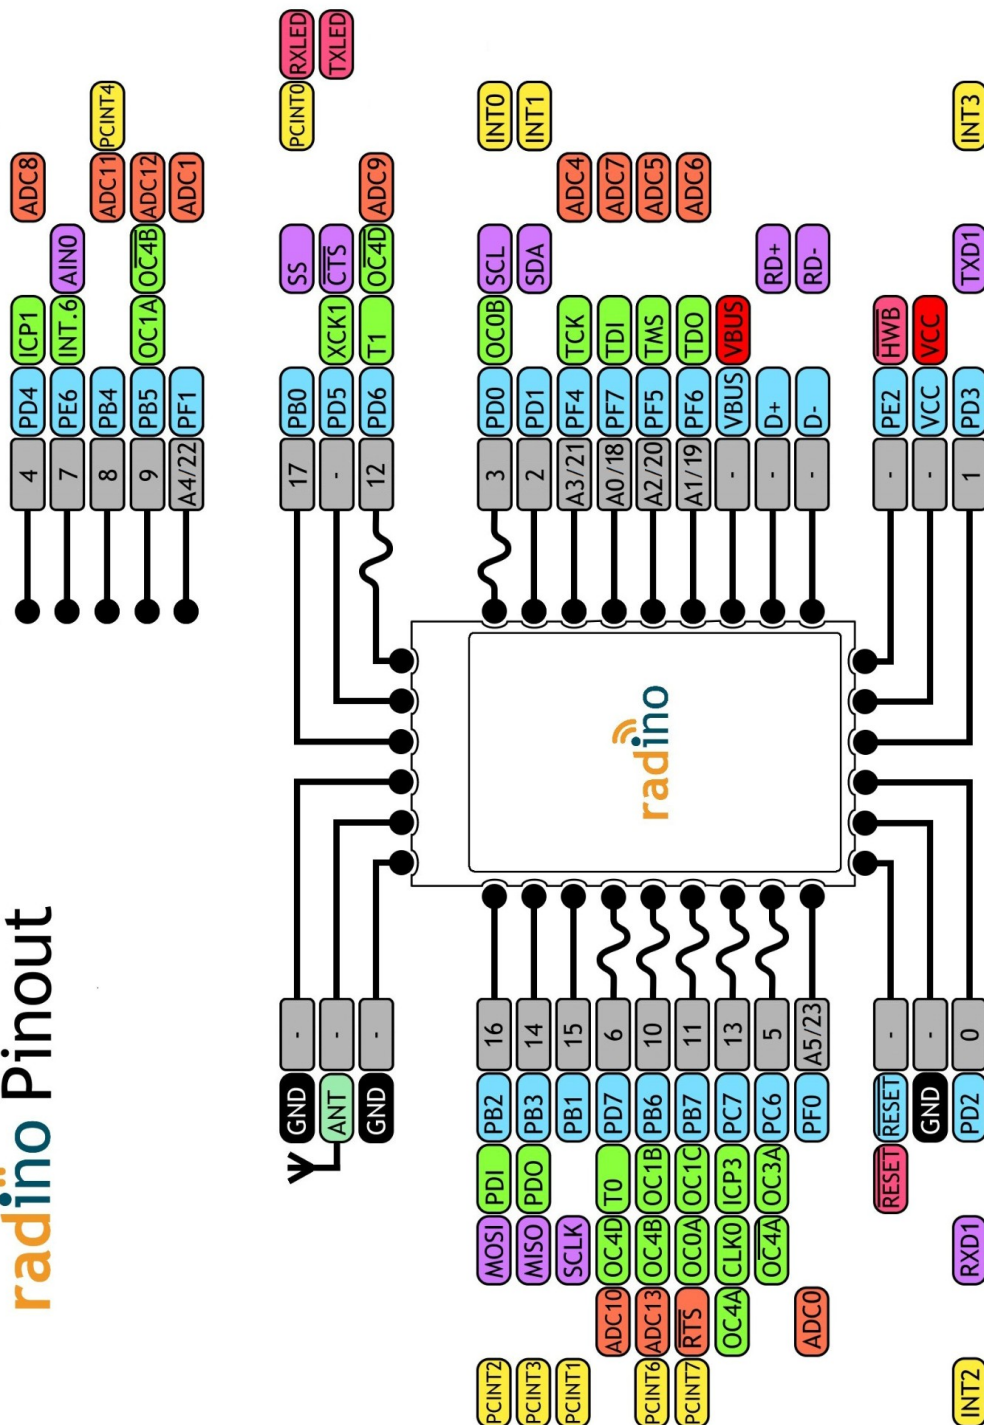 radino Pinout
4 PD4 ICP1 ADC8
7 PE6 INT.6 AIN0
8 PB4 ADC11 PCINT4
9 PB5 OC1A OC4B ADC12
A4/22 PF1 ADC1
GND - 17 PB0 SS PCINT0 RXLED
ANT - - PD5 XCK1 CTS TXLED
GND - 12 PD6 T1 OC4D ADC9
PCINT2 MOSI PDI PB2 16 3 PD0 OC0B SCL INT0
PCINT3 MISO PDO PB3 14 2 PD1 SDA INT1
PCINT1 SCLK PB1 15 A3/21 PF4 TCK ADC4
ADC10 OC4D T0 PD7 6 A0/18 PF7 TDI ADC7
PCINT6 ADC13 OC4B OC1B PB6 10 radino A2/20 PF5 TMS ADC5
PCINT7 RTS OC0A OC1C PB7 11 A1/19 PF6 TDO ADC6
OC4A CLK0 ICP3 PC7 13 - VBUS VBUS
OC4A OC3A PC6 5 - D+ RD+
ADC0 PF0 A5/23 - D- RD-
RESET RESET - - PE2 HWB
GND - - VCC VCC
INT2 RXD1 PD2 0 1 PD3 TXD1 INT3